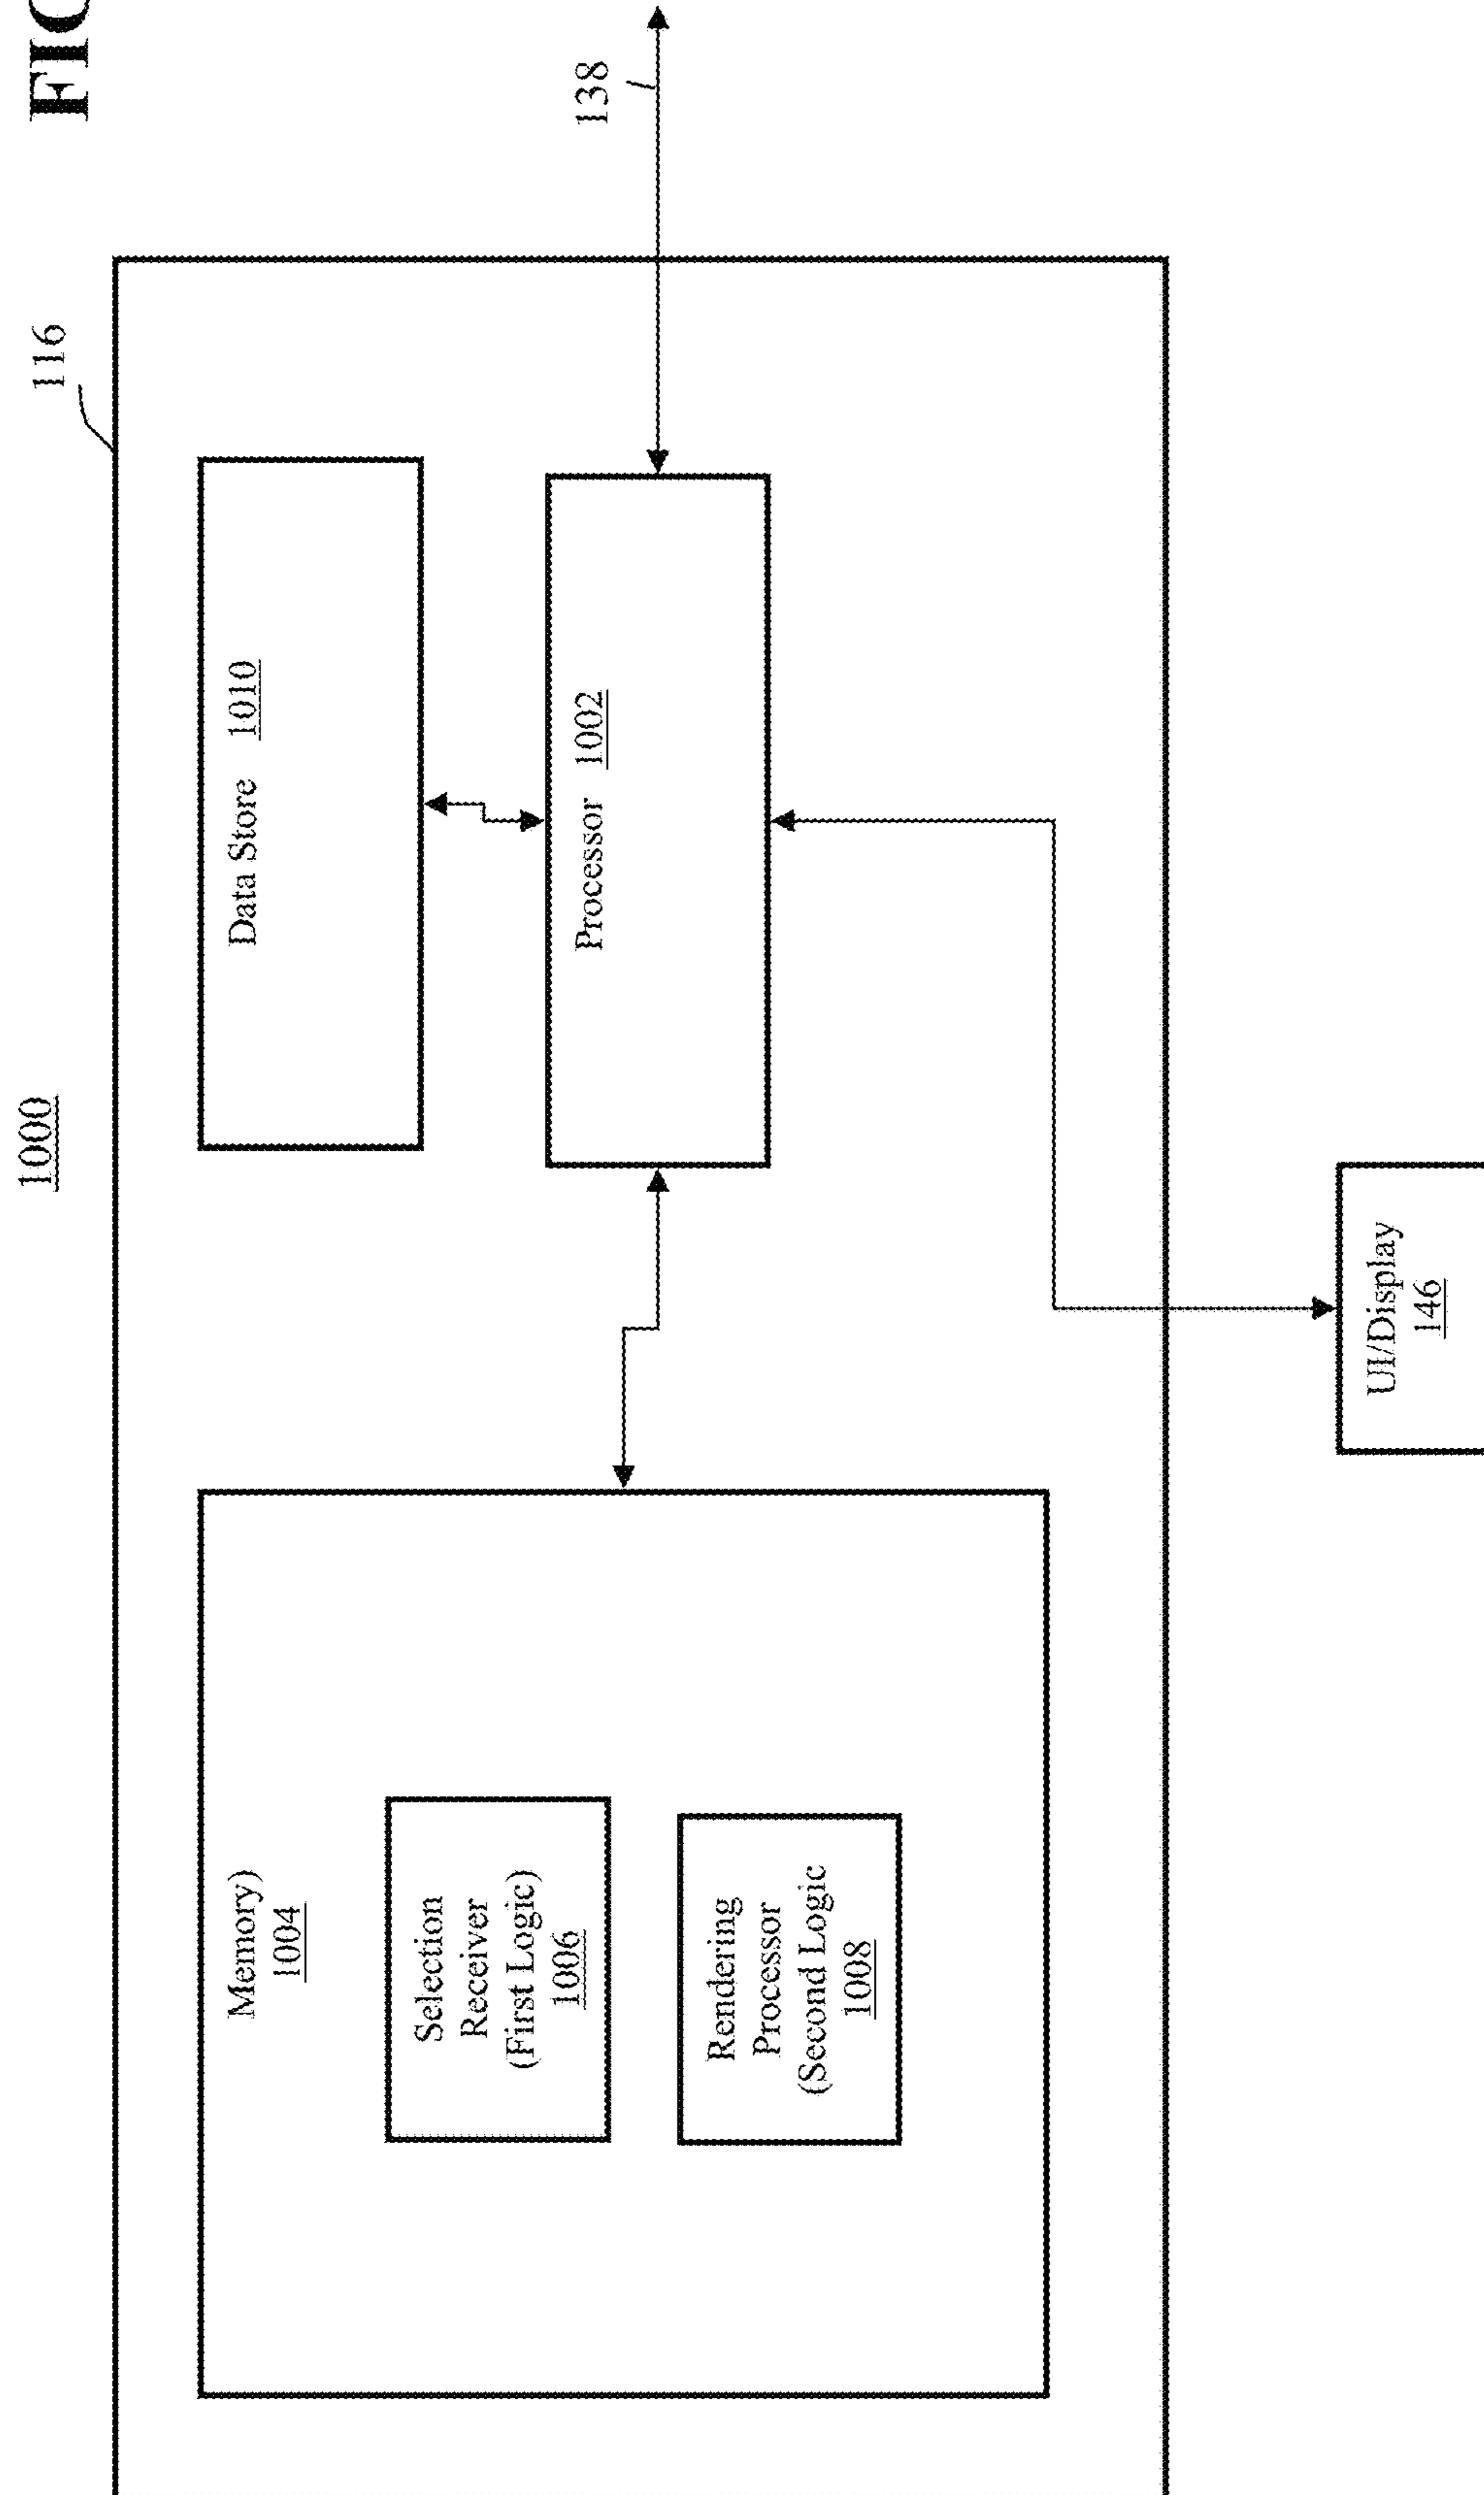 FIG
1000
116
138
Memory)
1004
Selection
Receiver
(First Logic)
1006
Rendering
Processor
(Second Logic
1008
Data Store 1010
Processor 1002
UI/Display
146